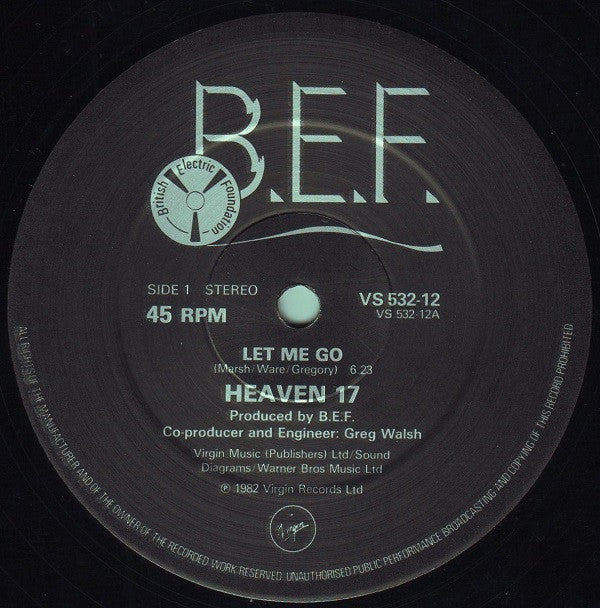 B.E.F.
British Electric Foundation
SIDE 1 STEREO
45 RPM
VS 532-12
VS 532-12A
LET ME GO
(Marsh/Ware/Gregory) 6.23
HEAVEN 17
Produced by B.E.F.
Co-producer and Engineer: Greg Walsh
Virgin Music (Publishers) Ltd/Sound
Diagrams/Warner Bros Music Ltd
℗ 1982 Virgin Records Ltd
Virgin
ALL RIGHTS OF THE MANUFACTURER AND OF THE OWNER OF THE RECORDED WORK RESERVED. UNAUTHORISED PUBLIC PERFORMANCE BROADCASTING AND COPYING OF THIS RECORD PROHIBITED